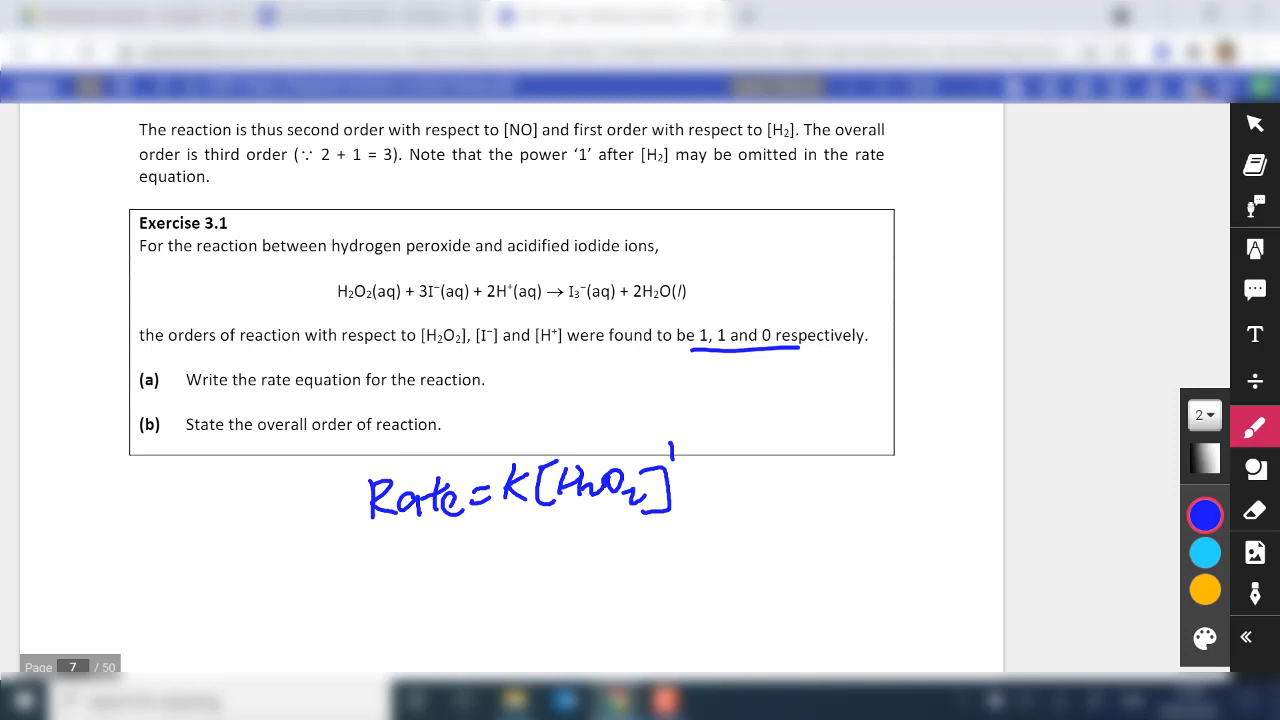 The reaction is thus second order with respect to [NO] and first order with respect to [H₂]. The overall
order is third order (∵ 2 + 1 = 3). Note that the power ‘1’ after [H₂] may be omitted in the rate
equation.
Exercise 3.1
For the reaction between hydrogen peroxide and acidified iodide ions,
H₂O₂(aq) + 3I⁻(aq) + 2H⁺(aq) → I₃⁻(aq) + 2H₂O(l)
the orders of reaction with respect to [H₂O₂], [I⁻] and [H⁺] were found to be 1, 1 and 0 respectively.
(a) Write the rate equation for the reaction.
(b) State the overall order of reaction.
Rate = K[H₂O₂]¹
Page 7 / 50
2